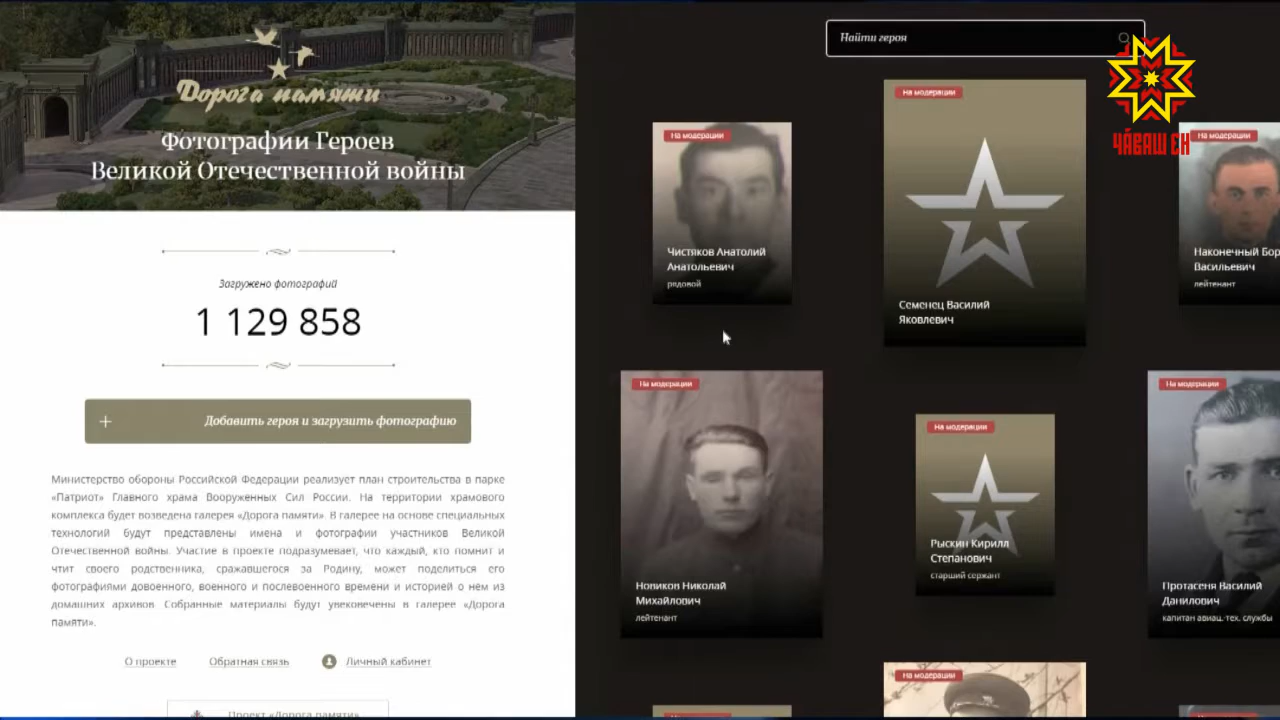 Дорога памяти
Фотографии Героев
Великой Отечественной войны
Загружено фотографий
1 129 858
+ Добавить героя и загрузить фотографию
Министерство обороны Российской Федерации реализует план строительства в парке
«Патриот» Главного храма Вооруженных Сил России. На территории храмового
комплекса будет возведена галерея «Дорога памяти». В галерее на основе специальных
технологий будут представлены имена и фотографии участников Великой
Отечественной войны. Участие в проекте подразумевает, что каждый, кто помнит и
чтит своего родственника, сражавшегося за Родину, может поделиться его
фотографиями довоенного, военного и послевоенного времени и историей о нем из
домашних архивов. Собранные материалы будут увековечены в галерее «Дорога
памяти».
О проекте Обратная связь Личный кабинет
Проект «Дорога памяти»
Найти героя
ЧӐВАШ ЕН
На модерации
Чистяков Анатолий
Анатольевич
рядовой
На модерации
Семенец Василий
Яковлевич
На модерации
Наконечный Бор
Васильевич
лейтенант
На модерации
Новиков Николай
Михайлович
лейтенант
На модерации
Рыскин Кирилл
Степанович
старший сержант
На модерации
Протасеня Василий
Данилович
капитан авиац. тех. службы
На модерации
На модерации